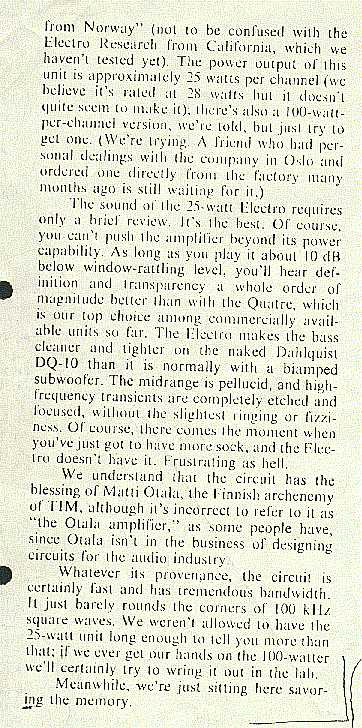 from Norway" (not to be confused with the
Electro Research from California, which we
haven't tested yet). The power output of this
unit is approximately 25 watts per channel (we
believe it's rated at 28 watts but it doesn't
quite seem to make it), there's also a 100-watt-
per-channel version, we're told, but just try to
get one. (We're trying. A friend who had per-
sonal dealings with the company in Oslo and
ordered one directly from the factory many
months ago is still waiting for it.)
The sound of the 25-watt Electro requires
only a brief review. It's the best. Of course,
you can't push the amplifier beyond its power
capability. As long as you play it about 10 dB
below window-rattling level, you'll hear def-
inition and transparency a whole order of
magnitude better than with the Quatre, which
is our top choice among commercially avail-
able units so far. The Electro makes the bass
cleaner and tighter on the naked Dahlquist
DQ-10 than it is normally with a biamped
subwoofer. The midrange is pellucid, and high-
frequency transients are completely etched and
focused, without the slightest ringing or fizzi-
ness. Of course, there comes the moment when
you've just got to have more sock, and the Elec-
tro doesn't have it. Frustrating as hell.
We understand that the circuit has the
blessing of Matti Otala, the Finnish archenemy
of TIM, although it's incorrect to refer to it as
"the Otala amplifier," as some people have,
since Otala isn't in the business of designing
circuits for the audio industry.
Whatever its provenance, the circuit is
certainly fast and has tremendous bandwidth.
It just barely rounds the corners of 100 kHz
square waves. We weren't allowed to have the
25-watt unit long enough to tell you more than
that; if we ever get our hands on the 100-watter
we'll certainly try to wring it out in the lab.
Meanwhile, we're just sitting here savor-
ing the memory.